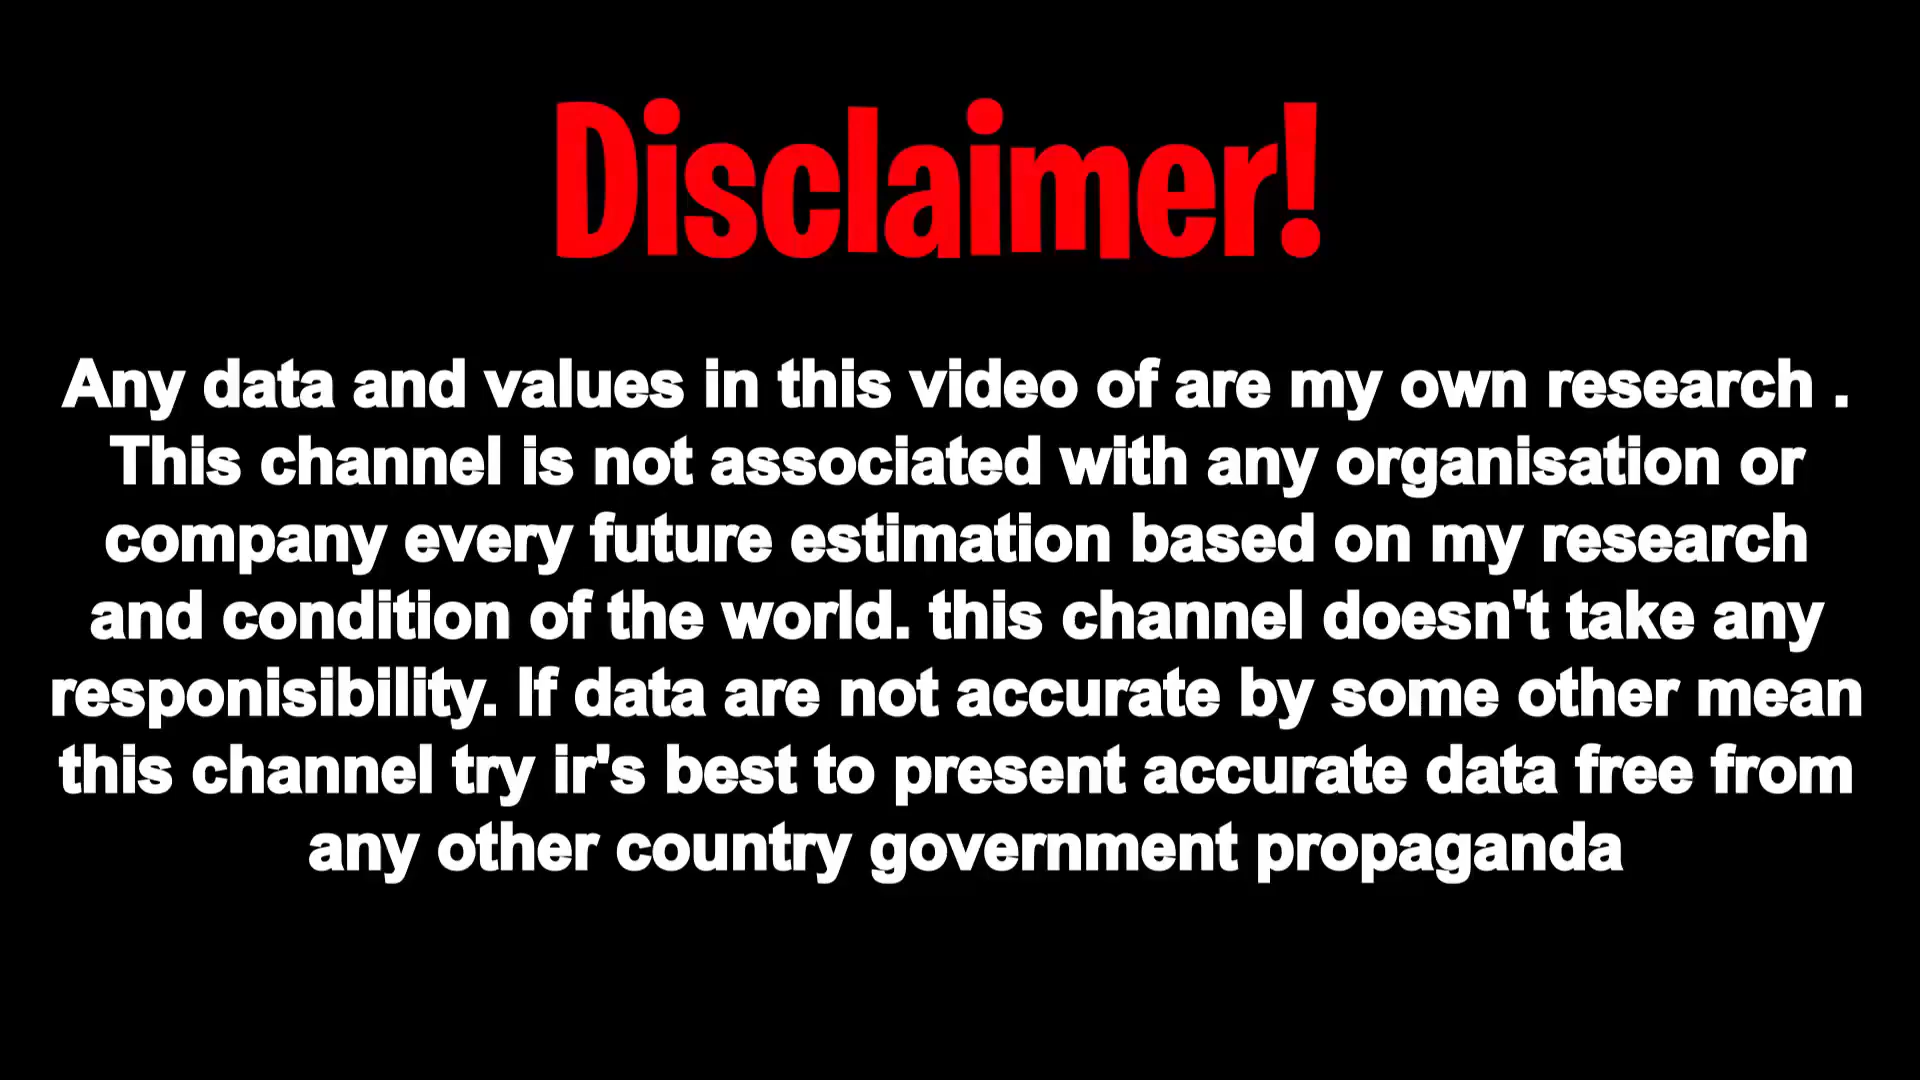 Disclaimer!
Any data and values in this video of are my own research .
This channel is not associated with any organisation or
company every future estimation based on my research
and condition of the world. this channel doesn't take any
responisibility. If data are not accurate by some other mean
this channel try ir's best to present accurate data free from
any other country government propaganda